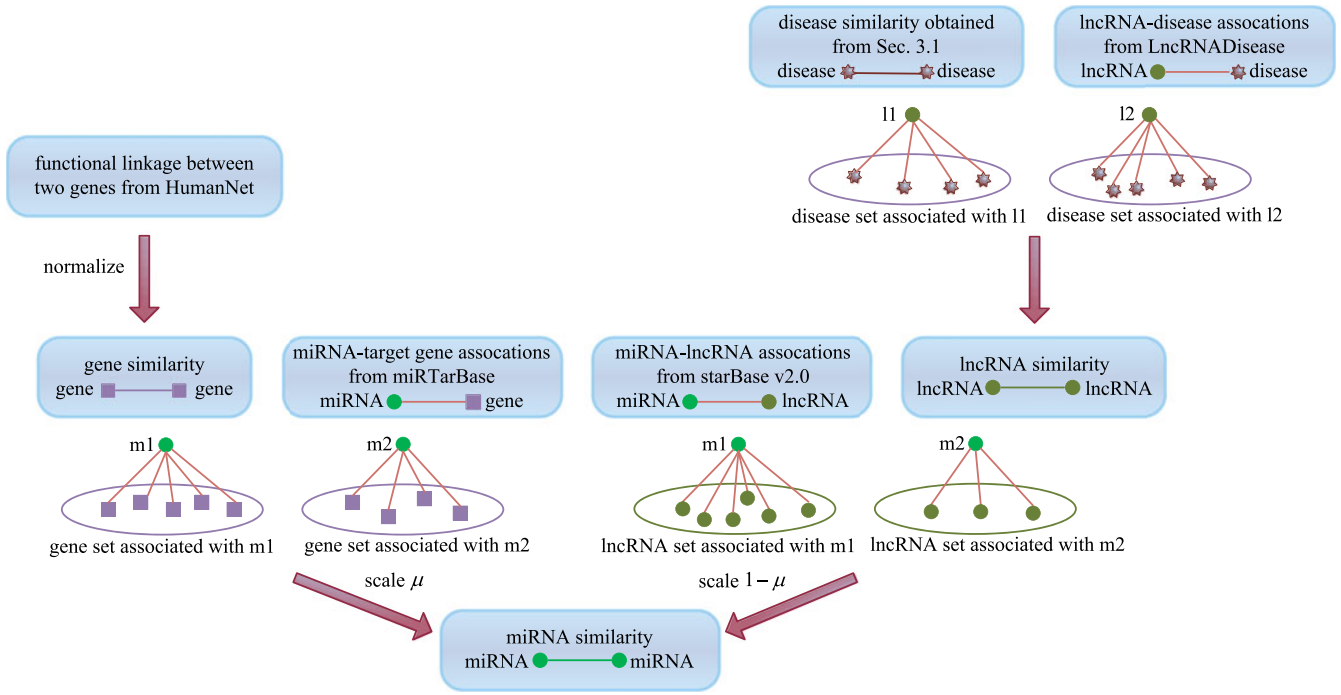 disease similarity obtained
from Sec. 3.1
disease disease
lncRNA-disease assocations
from LncRNADisease
lncRNA disease
l1
l2
disease set associated with l1
disease set associated with l2
functional linkage between
two genes from HumanNet
normalize
gene similarity
gene gene
miRNA-target gene assocations
from miRTarBase
miRNA gene
miRNA-lncRNA assocations
from starBase v2.0
miRNA lncRNA
lncRNA similarity
lncRNA lncRNA
m1
m2
m1
m2
gene set associated with m1
gene set associated with m2
lncRNA set associated with m1
lncRNA set associated with m2
scale μ
scale 1−μ
miRNA similarity
miRNA miRNA